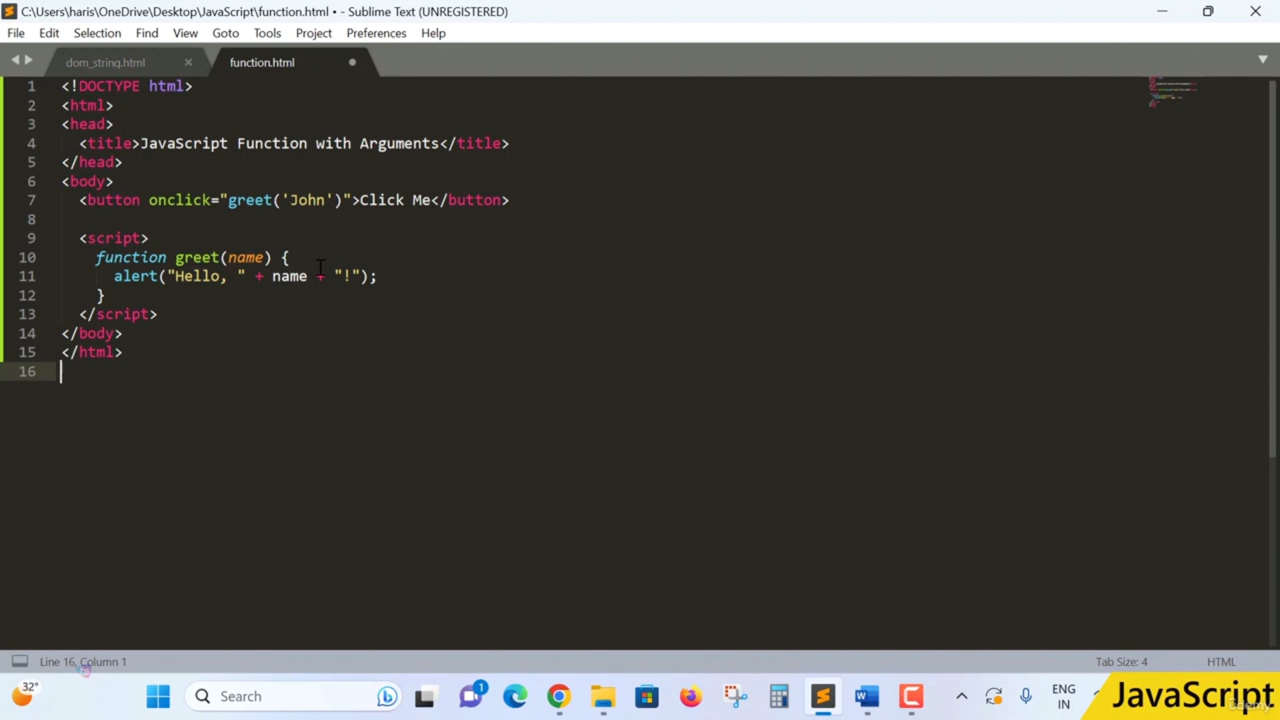 C:\Users\haris\OneDrive\Desktop\JavaScript\function.html • - Sublime Text (UNREGISTERED)
File Edit Selection Find View Goto Tools Project Preferences Help
dom_string.html function.html
1 <!DOCTYPE html>
2 <html>
3 <head>
4   <title>JavaScript Function with Arguments</title>
5 </head>
6 <body>
7   <button onclick="greet('John')">Click Me</button>
8
9   <script>
10     function greet(name) {
11       alert("Hello, " + name + "!");
12     }
13   </script>
14 </body>
15 </html>
16
Line 16, Column 1 Tab Size: 4 HTML
32° Search 1 ENG
IN
JavaScript
Udemy